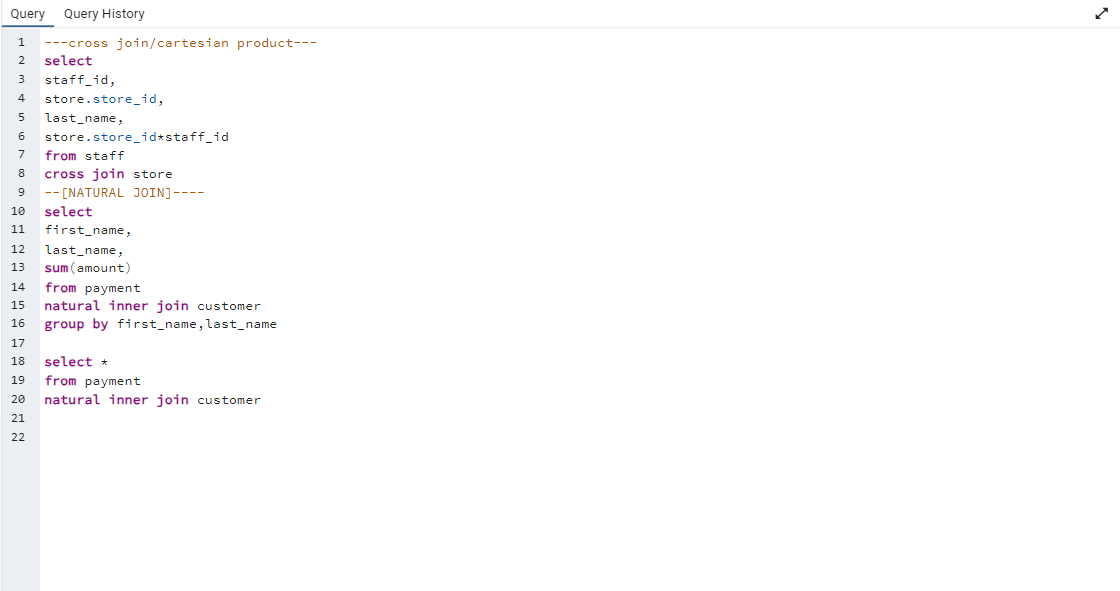 Query Query History
1 ---cross join/cartesian product---
2 select
3 staff_id,
4 store.store_id,
5 last_name,
6 store.store_id*staff_id
7 from staff
8 cross join store
9 --[NATURAL JOIN]----
10 select
11 first_name,
12 last_name,
13 sum(amount)
14 from payment
15 natural inner join customer
16 group by first_name,last_name
17
18 select *
19 from payment
20 natural inner join customer
21
22